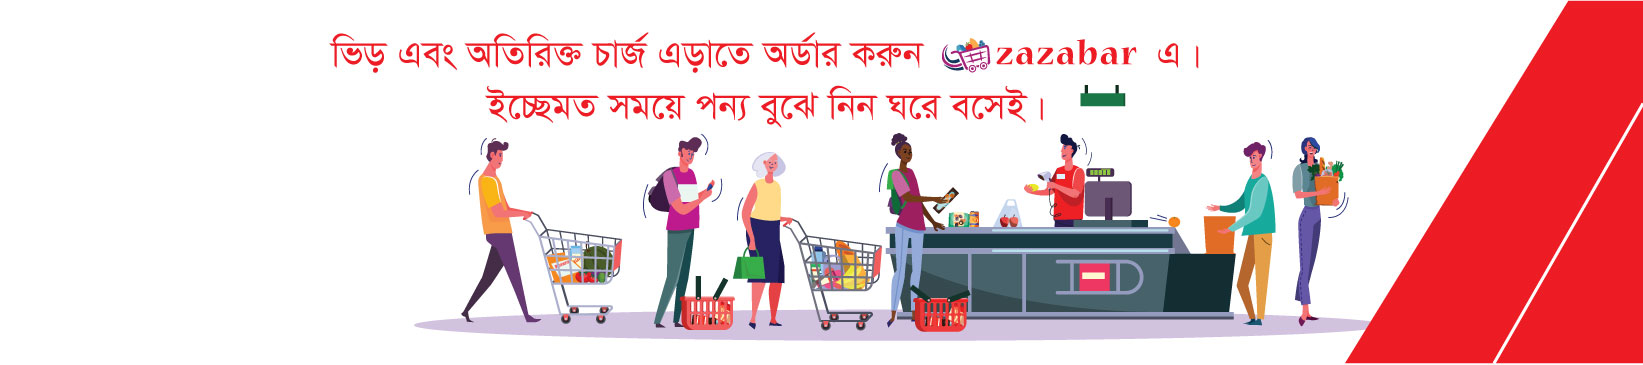 ভিড় এবং অতিরিক্ত চার্জ এড়াতে অর্ডার করুন zazabar এ।
ইচ্ছেমত সময়ে পন্য বুঝে নিন ঘরে বসেই।